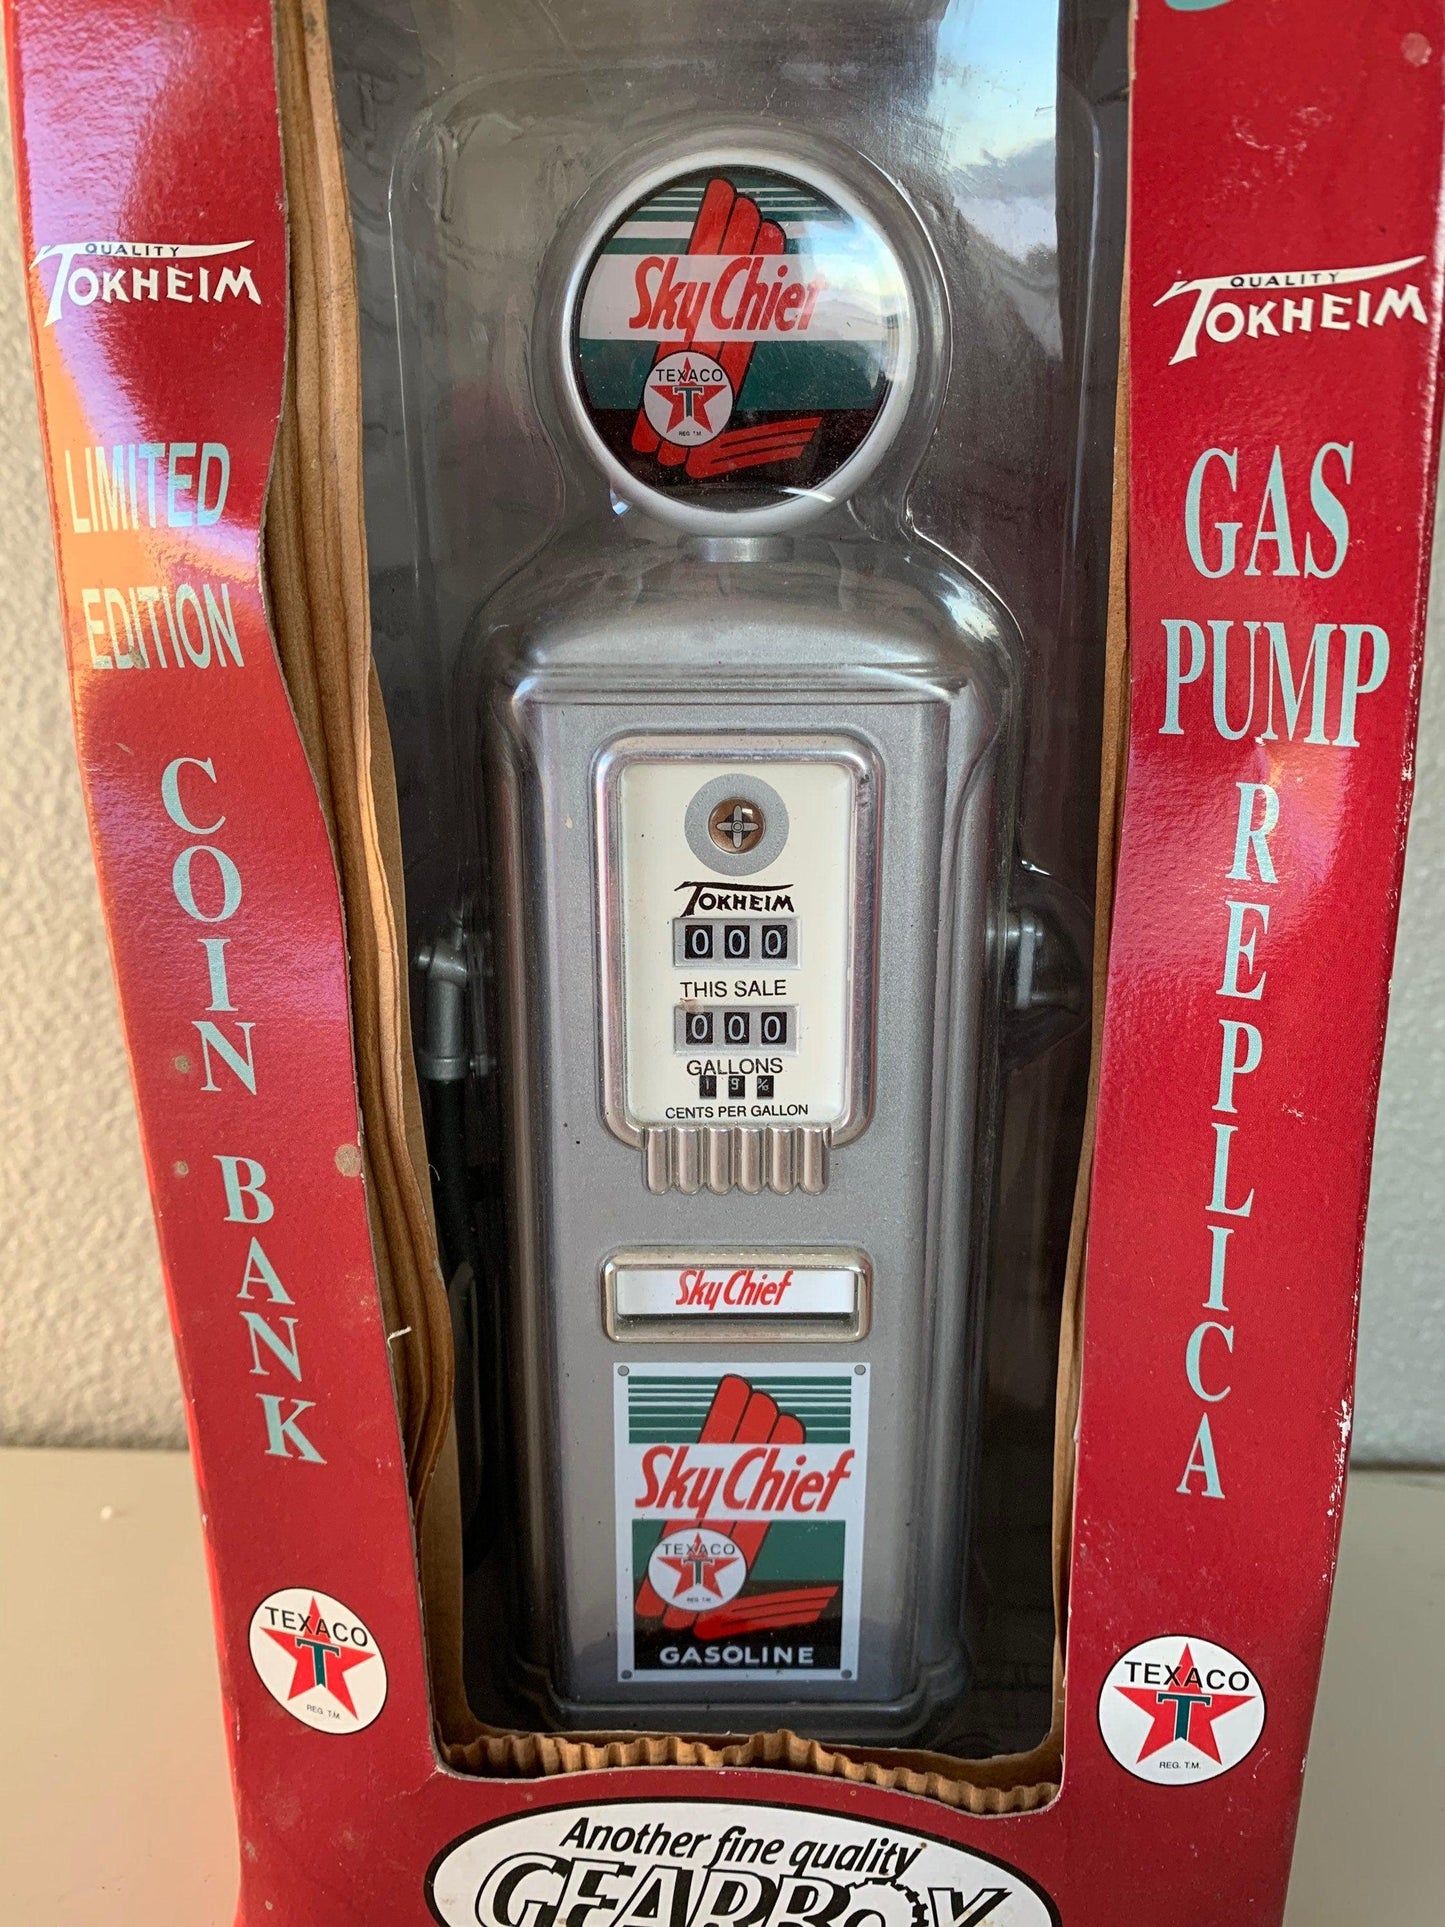 QUALITY
TOKHEIM
LIMITED
EDITION
COIN BANK
TEXACO
T
REG. T.M.
Sky Chief
TEXACO
T
REG. T.M.
TOKHEIM
000
THIS SALE
000
GALLONS
19
CENTS PER GALLON
Sky Chief
Sky Chief
TEXACO
T
REG. T.M.
GASOLINE
QUALITY
TOKHEIM
GAS
PUMP
REPLICA
TEXACO
T
REG. T.M.
Another fine quality
GEARBOX